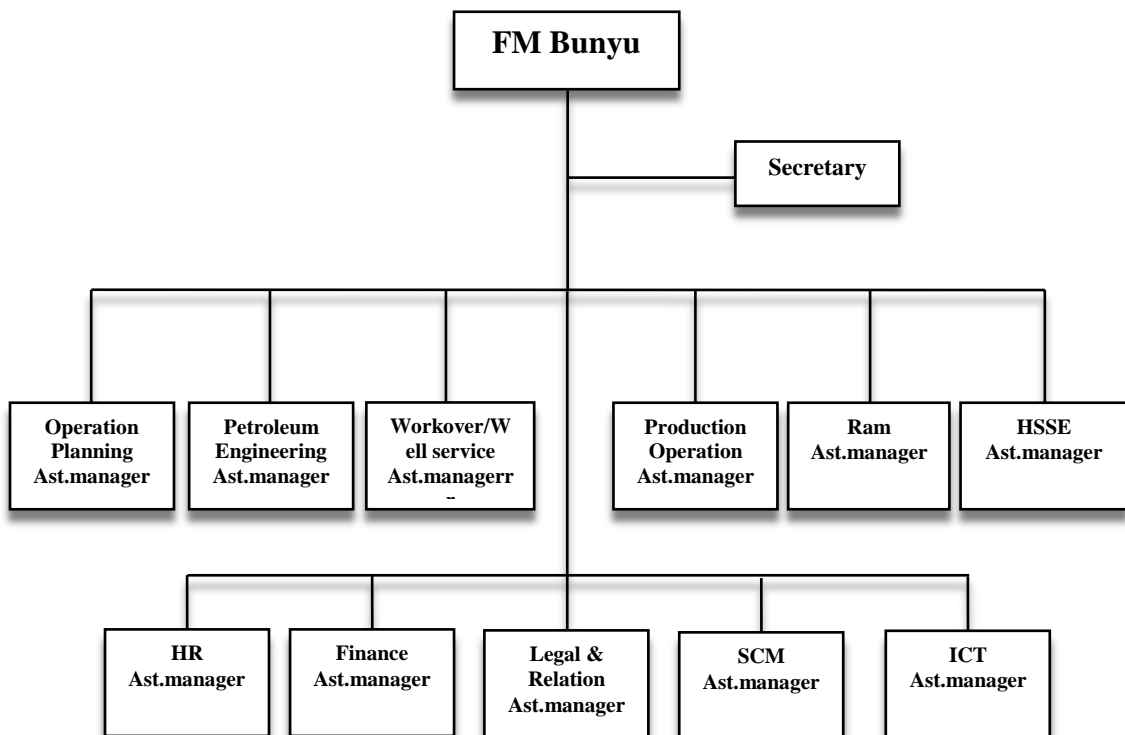 FM Bunyu
Secretary
Operation
Planning
Ast.manager
Petroleum
Engineering
Ast.manager
Workover/W
ell service
Ast.managerr
Production
Operation
Ast.manager
Ram
Ast.manager
HSSE
Ast.manager
HR
Ast.manager
Finance
Ast.manager
Legal &
Relation
Ast.manager
SCM
Ast.manager
ICT
Ast.manager